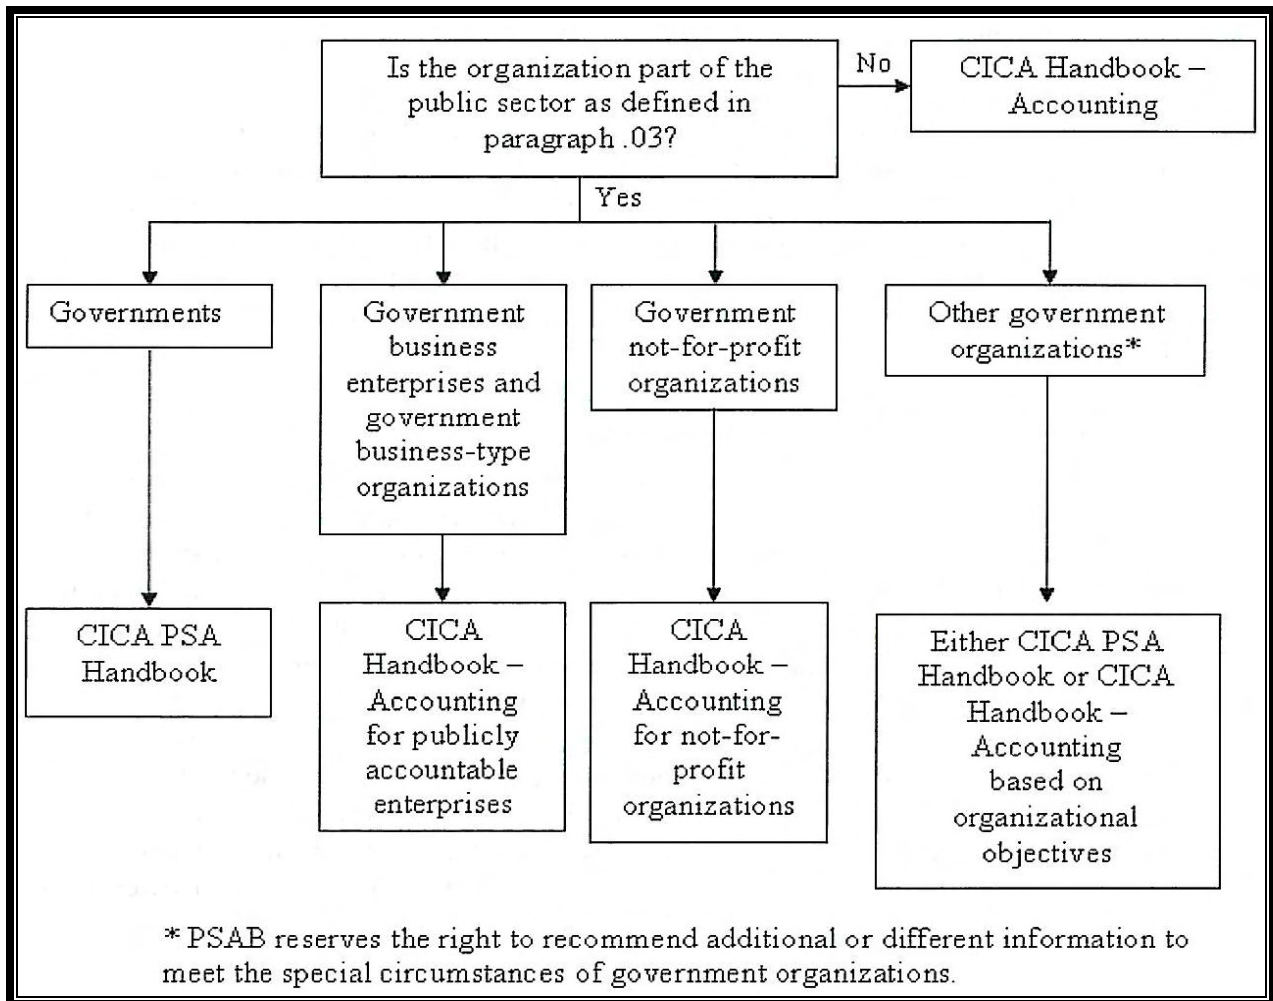 Is the organization part of the
public sector as defined in
paragraph .03?
No
CICA Handbook –
Accounting
Yes
Governments
Government
business
enterprises and
government
business-type
organizations
Government
not-for-profit
organizations
Other government
organizations*
CICA PSA
Handbook
CICA
Handbook –
Accounting
for publicly
accountable
enterprises
CICA
Handbook –
Accounting
for not-for-
profit
organizations
Either CICA PSA
Handbook or CICA
Handbook –
Accounting
based on
organizational
objectives
* PSAB reserves the right to recommend additional or different information to
meet the special circumstances of government organizations.